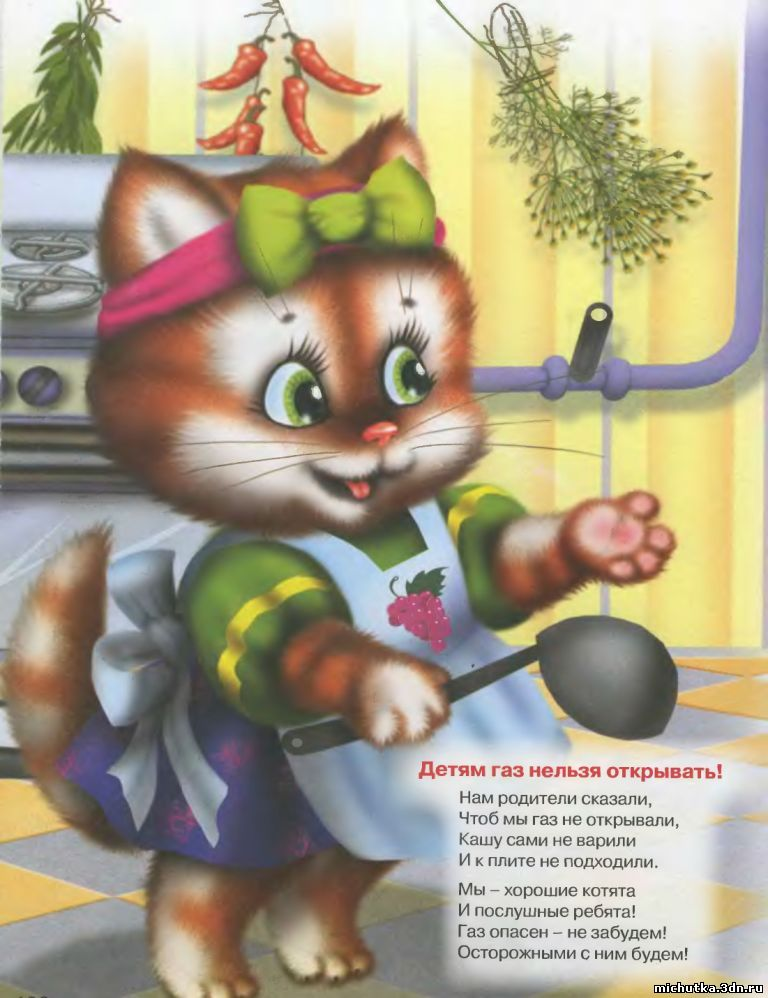 Детям газ нельзя открывать!
Нам родители сказали,
Чтоб мы газ не открывали,
Кашу сами не варили
И к плите не подходили.
Мы – хорошие котята
И послушные ребята!
Газ опасен – не забудем!
Осторожными с ним будем!
michutka.3dn.ru